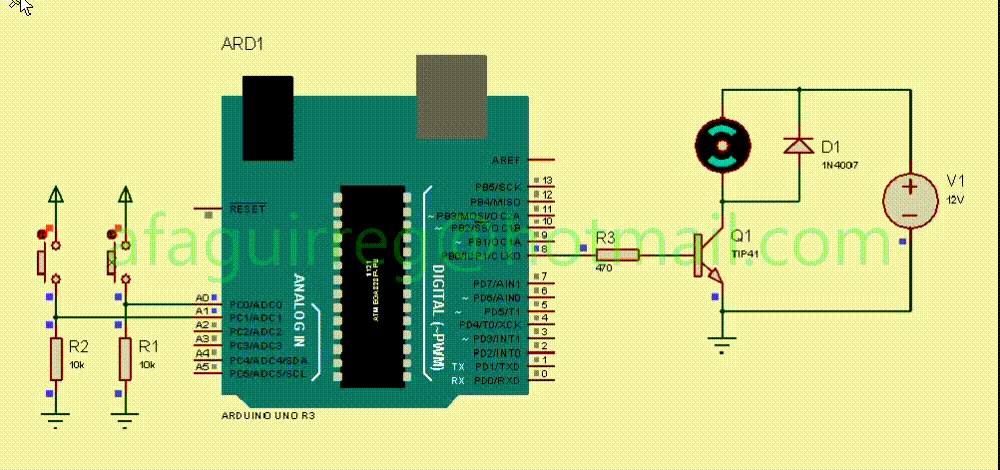 ARD1
AREF
13
PB5/SCK
12
PB4/MISO
11
~PB3/MOSI/OC2A
10
~ PB2/SS/OC1B
9
~ PB1/OC1A
8
PB0/ICP1/CLKO
7
PD7/AIN1
6
~ PD6/AIN0
5
~ PD5/T1
4
PD4/T0/XCK
3
~ PD3/INT1
2
PD2/INT0
1
TX PD1/TXD
0
RX PD0/RXD
RESET
ANALOG IN
DIGITAL (~PWM)
A0 PC0/ADC0
A1 PC1/ADC1
A2 PC2/ADC2
A3 PC3/ADC3
A4 PC4/ADC4/SDA
A5 PC5/ADC5/SCL
ARDUINO UNO R3
R2
10k
R1
10k
R3
470
Q1
TIP41
D1
1N4007
V1
12V
afaguirreg@hotmail.com